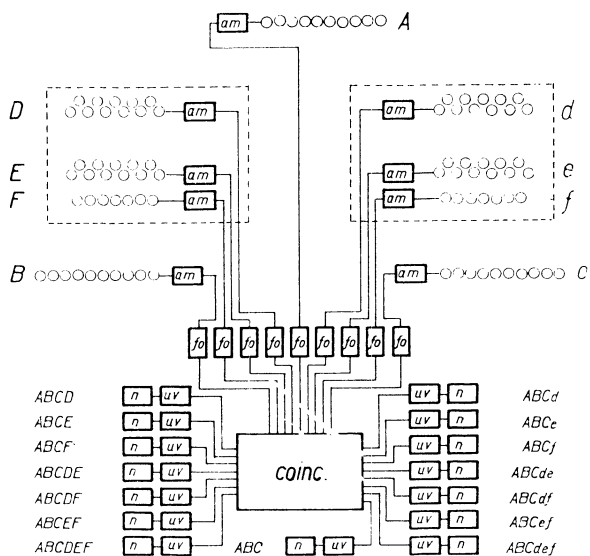 am A
D am am d
E am am e
F am am f
B am am C
fo fo fo fo fo fo fo fo fo
ABCD n uv uv n ABCd
ABCE n uv uv n ABCe
ABCF n uv coinc. uv n ABCf
ABCDE n uv uv n ABCde
ABCDF n uv uv n ABCdf
ABCEF n uv uv n ABCef
ABCDEF n uv ABC n uv uv n ABCdef